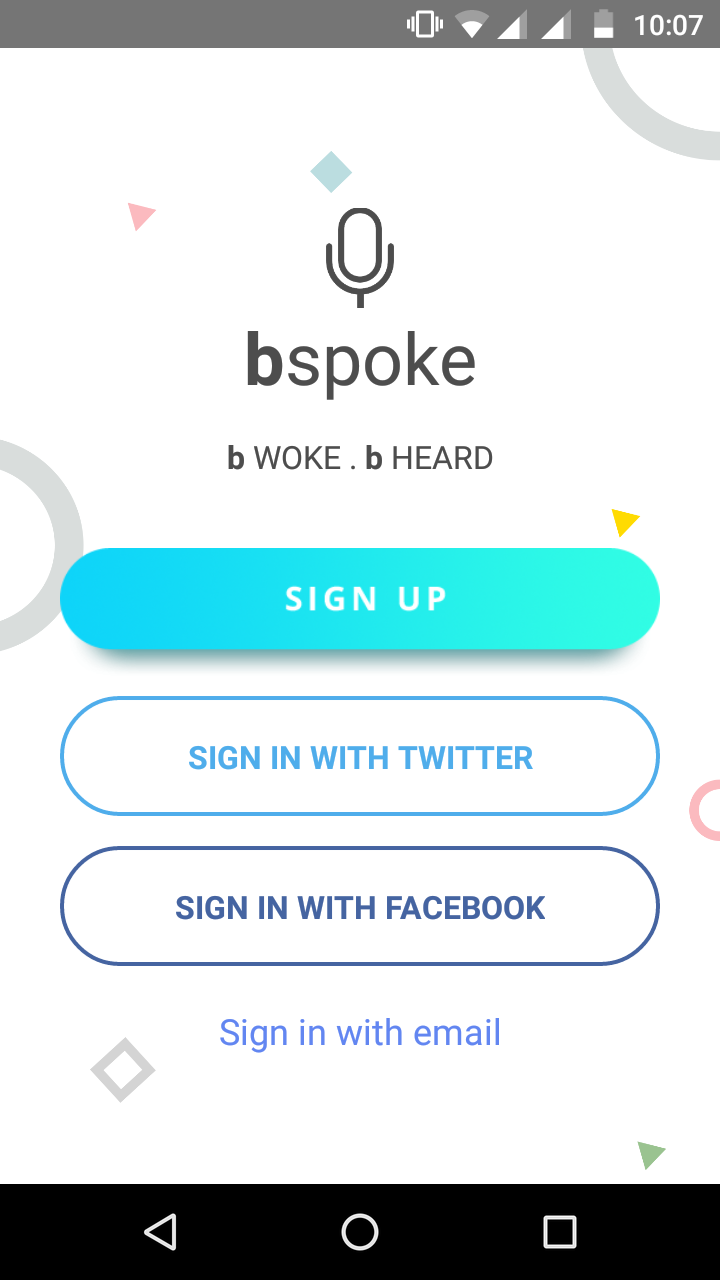 10:07
bspoke
b WOKE . b HEARD
SIGN UP
SIGN IN WITH TWITTER
SIGN IN WITH FACEBOOK
Sign in with email